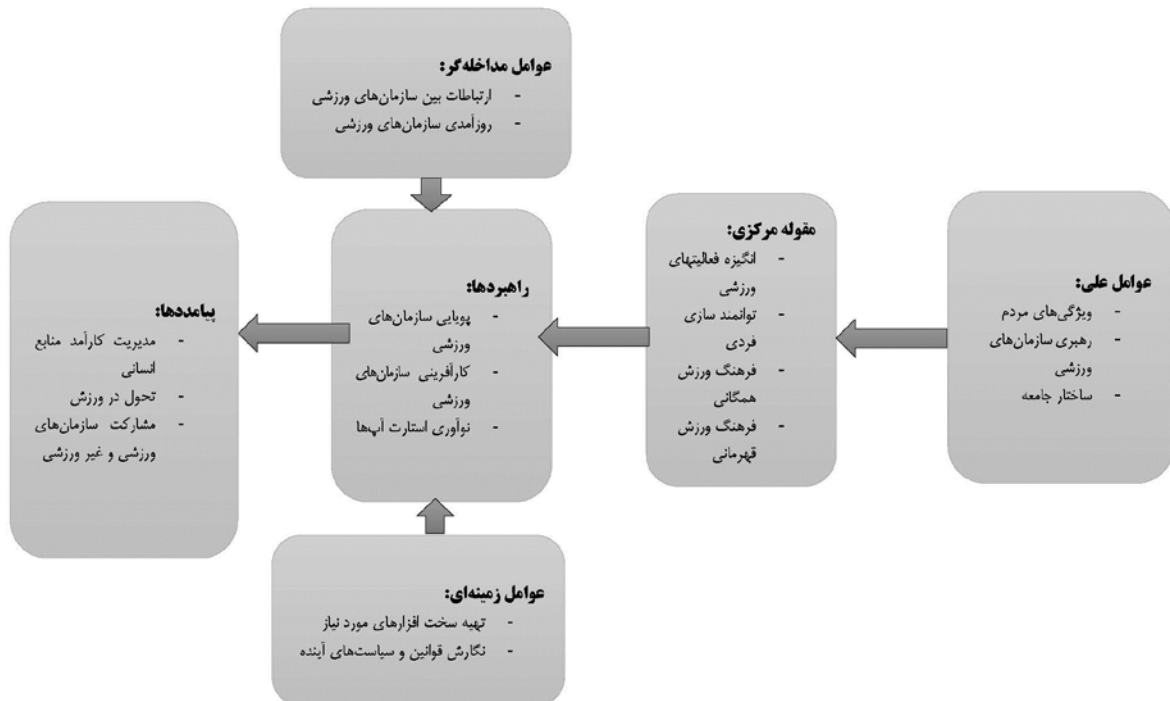 عوامل مداخله‌گر:
- ارتباطات بین سازمان‌های ورزشی
- روزآمدی سازمان‌های ورزشی
عوامل علی:
- ویژگی‌های مردم
- رهبری سازمان‌های
ورزشی
- ساختار جامعه
مقوله مرکزی:
- انگیزه فعالیتهای
ورزشی
- توانمند سازی
فردی
- فرهنگ ورزش
همگانی
- فرهنگ ورزش
قهرمانی
راهبردها:
- پویایی سازمان‌های
ورزشی
- کارآفرینی سازمان‌های
ورزشی
- نوآوری استارت آپ‌ها
پیامددها:
- مدیریت کارآمد منابع
انسانی
- تحول در ورزش
- مشارکت سازمان‌های
ورزشی و غیر ورزشی
عوامل زمینه‌ای:
- تهیه سخت افزارهای مورد نیاز
- نگارش قوانین و سیاست‌های آینده